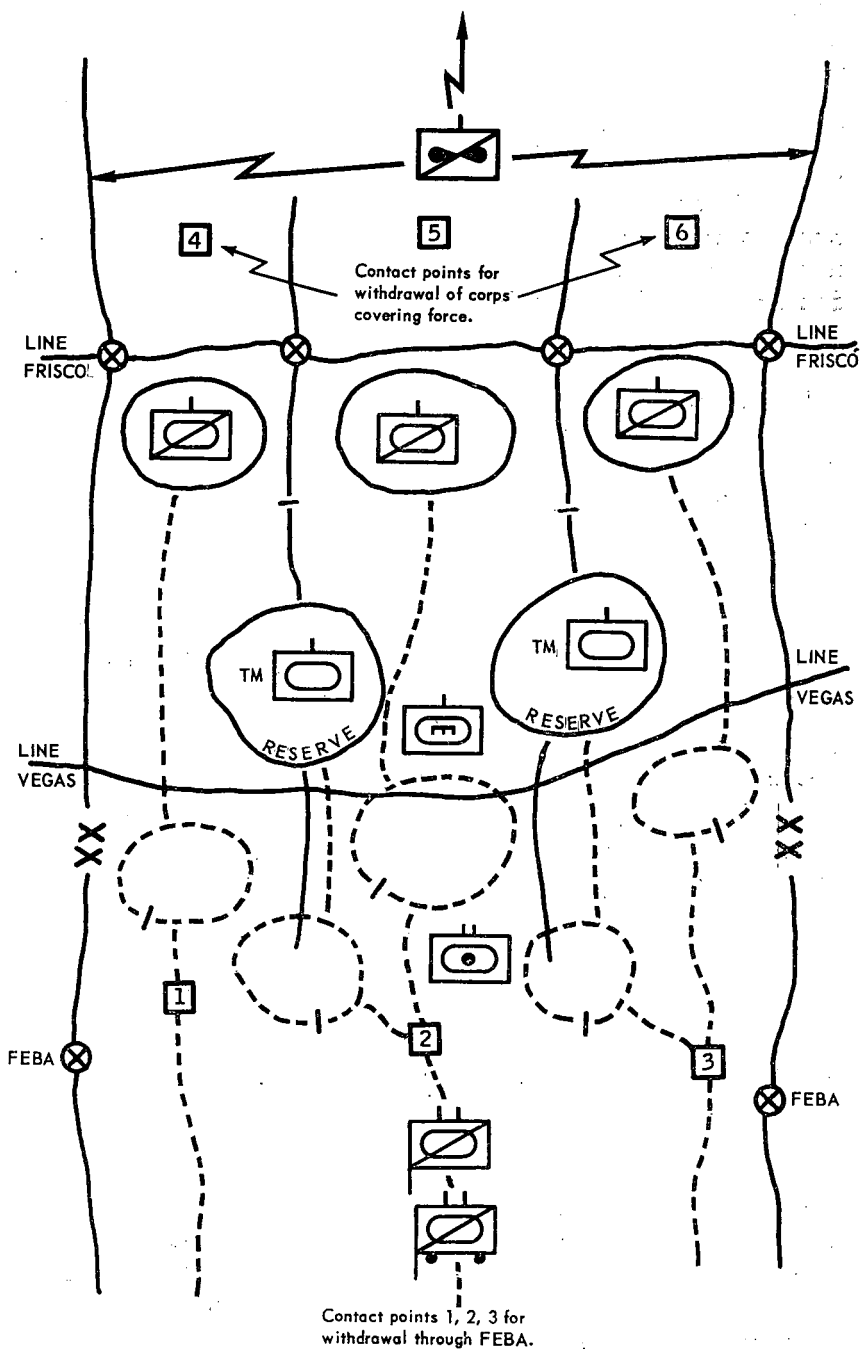 4
5
6
Contact points for
withdrawal of corps
covering force.
LINE
FRISCO
LINE
FRISCO
TM
RESERVE
TM
RESERVE
E
LINE
VEGAS
LINE
VEGAS
XX
XX
1
2
3
FEBA
FEBA
Contact points 1, 2, 3 for
withdrawal through FEBA.